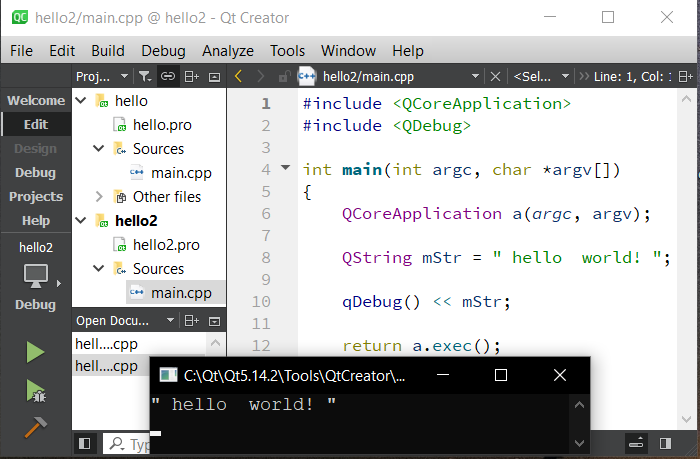 hello2/main.cpp @ hello2 - Qt Creator
File Edit Build Debug Analyze Tools Window Help
Proj... hello2/main.cpp <Sel... Line: 1, Col: 1
Welcome
Edit
Design
Debug
Projects
Help
hello2
Debug
hello
hello.pro
Sources
main.cpp
Other files
hello2
hello2.pro
Sources
main.cpp
Open Docu...
hell....cpp
hell....cpp
1 #include <QCoreApplication>
2 #include <QDebug>
3
4 int main(int argc, char *argv[])
5 {
6 QCoreApplication a(argc, argv);
7
8 QString mStr = " hello  world! ";
9
10 qDebug() << mStr;
11
12 return a.exec();
C:\Qt\Qt5.14.2\Tools\QtCreator\...
" hello  world! "